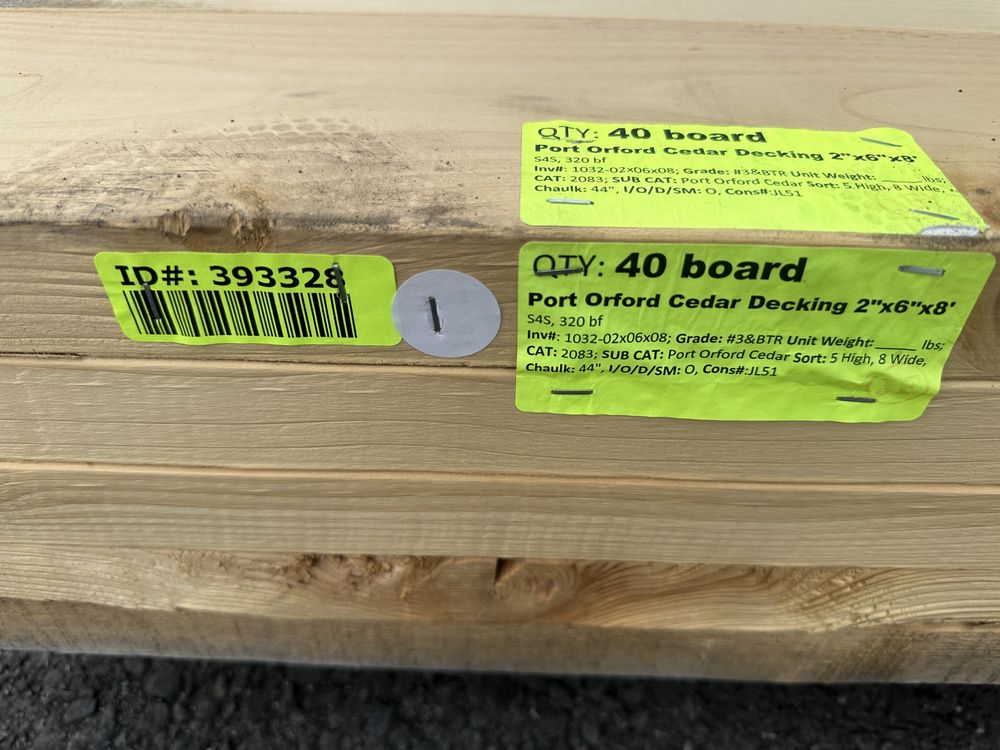 QTY: 40 board
Port Orford Cedar Decking 2"x6"x8'
S4S, 320 bf
Inv#: 1032-02x06x08; Grade: #3&BTR Unit Weight:_____ lbs;
CAT: 2083; SUB CAT: Port Orford Cedar Sort: 5 High, 8 Wide,
Chaulk: 44", I/O/D/SM: O, Cons#:JL51
ID#: 393328
QTY: 40 board
Port Orford Cedar Decking 2"x6"x8'
S4S, 320 bf
Inv#: 1032-02x06x08; Grade: #3&BTR Unit Weight:_____ lbs;
CAT: 2083; SUB CAT: Port Orford Cedar Sort: 5 High, 8 Wide,
Chaulk: 44", I/O/D/SM: O, Cons#:JL51